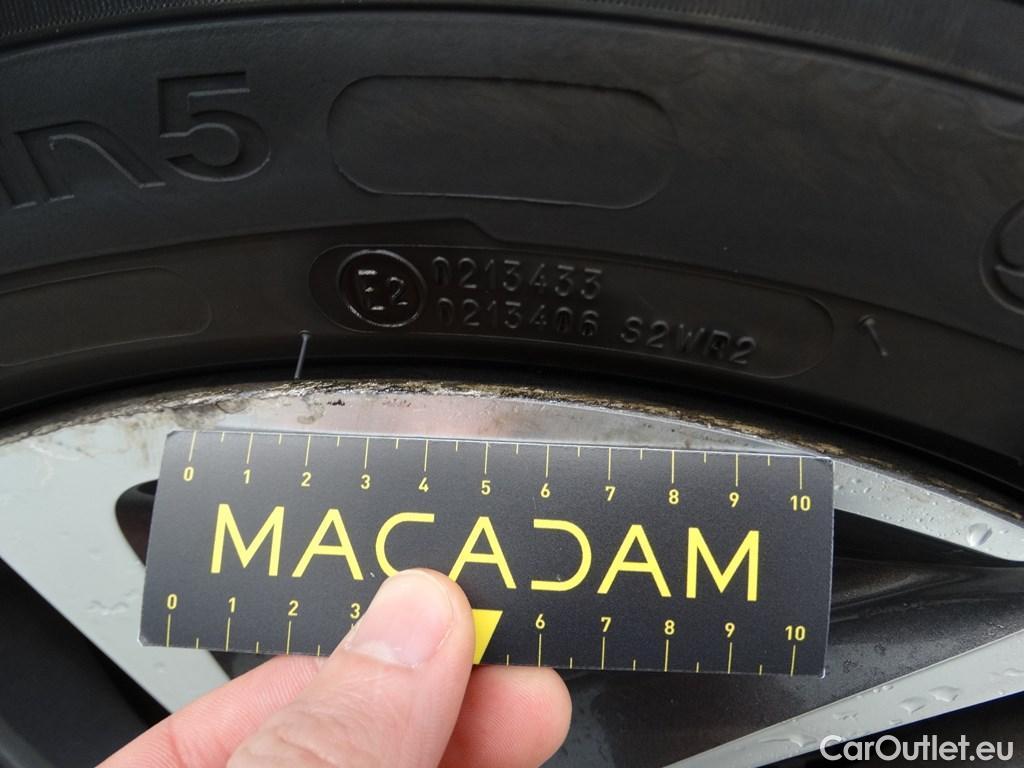 in5
E2
0213433
0213406 S2WR2
0 1 2 3 4 5 6 7 8 9 10
MACADAM
0 1 2 3 6 7 8 9 10
CarOutlet.eu